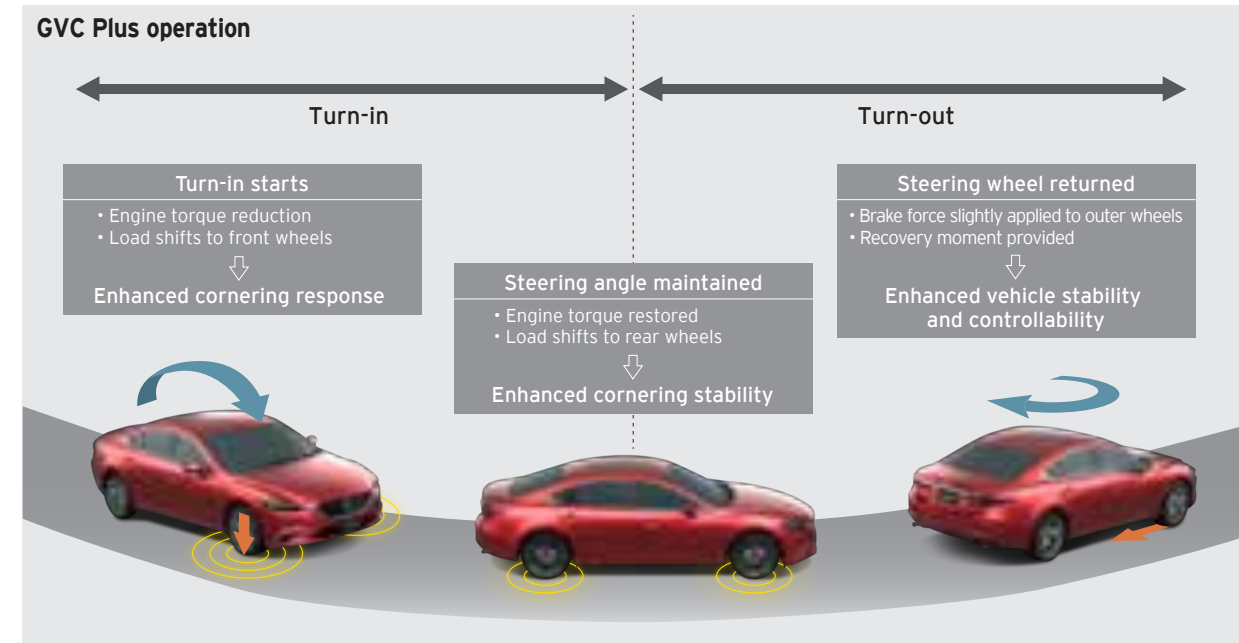 GVC Plus operation
Turn-in
Turn-out
Turn-in starts
• Engine torque reduction
• Load shifts to front wheels
Enhanced cornering response
Steering angle maintained
• Engine torque restored
• Load shifts to rear wheels
Enhanced cornering stability
Steering wheel returned
• Brake force slightly applied to outer wheels
• Recovery moment provided
Enhanced vehicle stability
and controllability